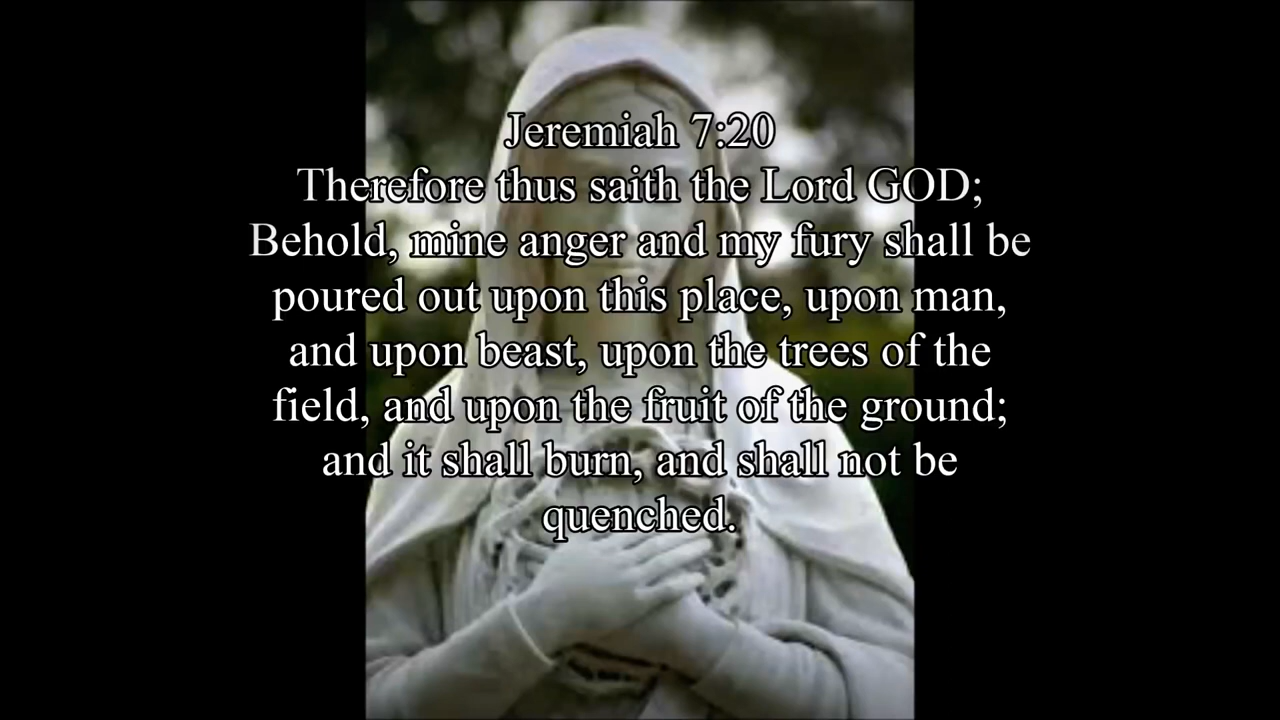 Jeremiah 7:20
Therefore thus saith the Lord GOD;
Behold, mine anger and my fury shall be
poured out upon this place, upon man,
and upon beast, upon the trees of the
field, and upon the fruit of the ground;
and it shall burn, and shall not be
quenched.